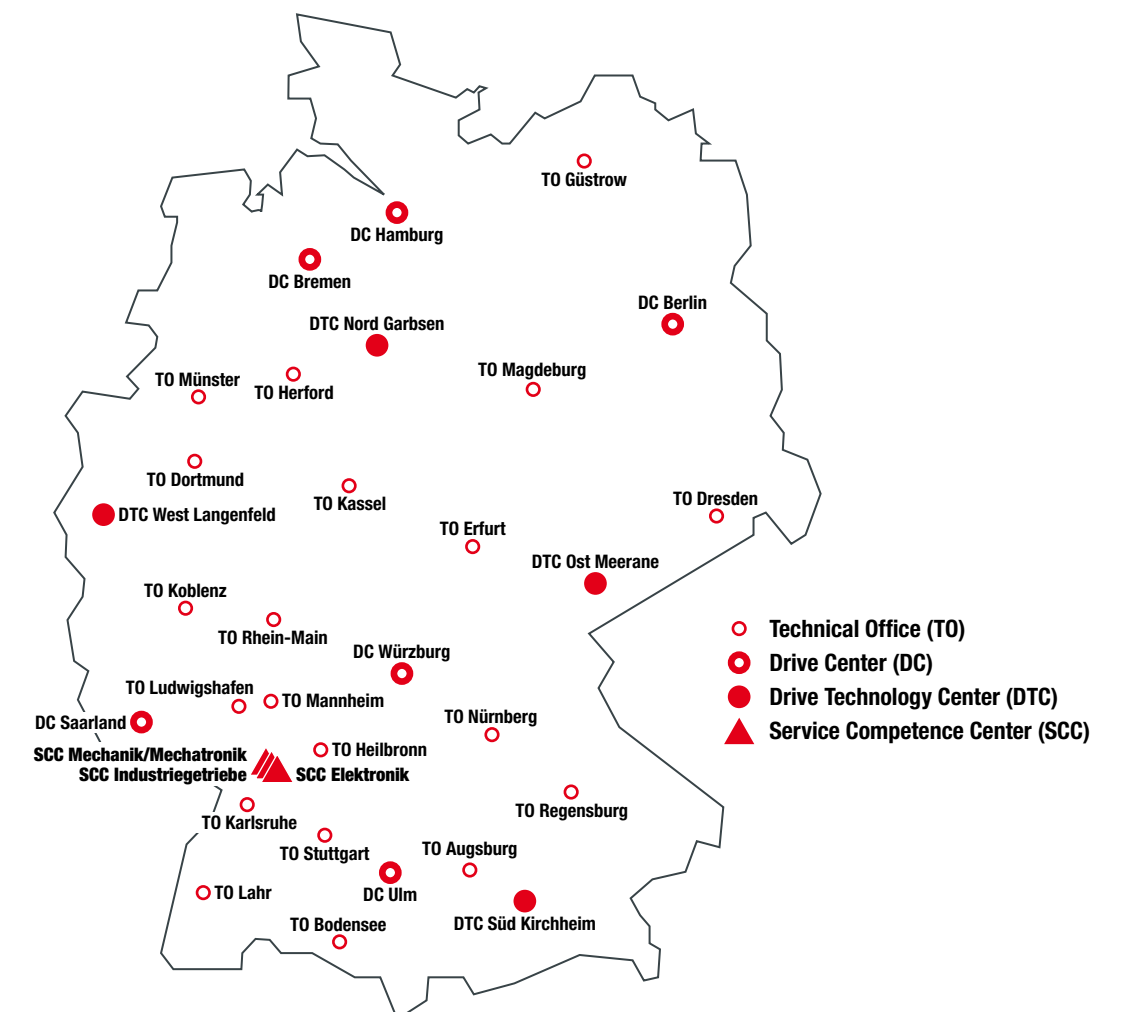 TO Güstrow
DC Hamburg
DC Bremen
DC Berlin
DTC Nord Garbsen
TO Magdeburg
TO Münster
TO Herford
TO Dortmund
TO Kassel
TO Dresden
DTC West Langenfeld
TO Erfurt
DTC Ost Meerane
TO Koblenz
TO Rhein-Main
Technical Office (TO)
Drive Center (DC)
Drive Technology Center (DTC)
Service Competence Center (SCC)
DC Würzburg
TO Ludwigshafen
TO Mannheim
TO Nürnberg
DC Saarland
SCC Mechanik/Mechatronik
TO Heilbronn
SCC Industriegetriebe
SCC Elektronik
TO Regensburg
TO Karlsruhe
TO Stuttgart
TO Augsburg
TO Lahr
DC Ulm
TO Bodensee
DTC Süd Kirchheim